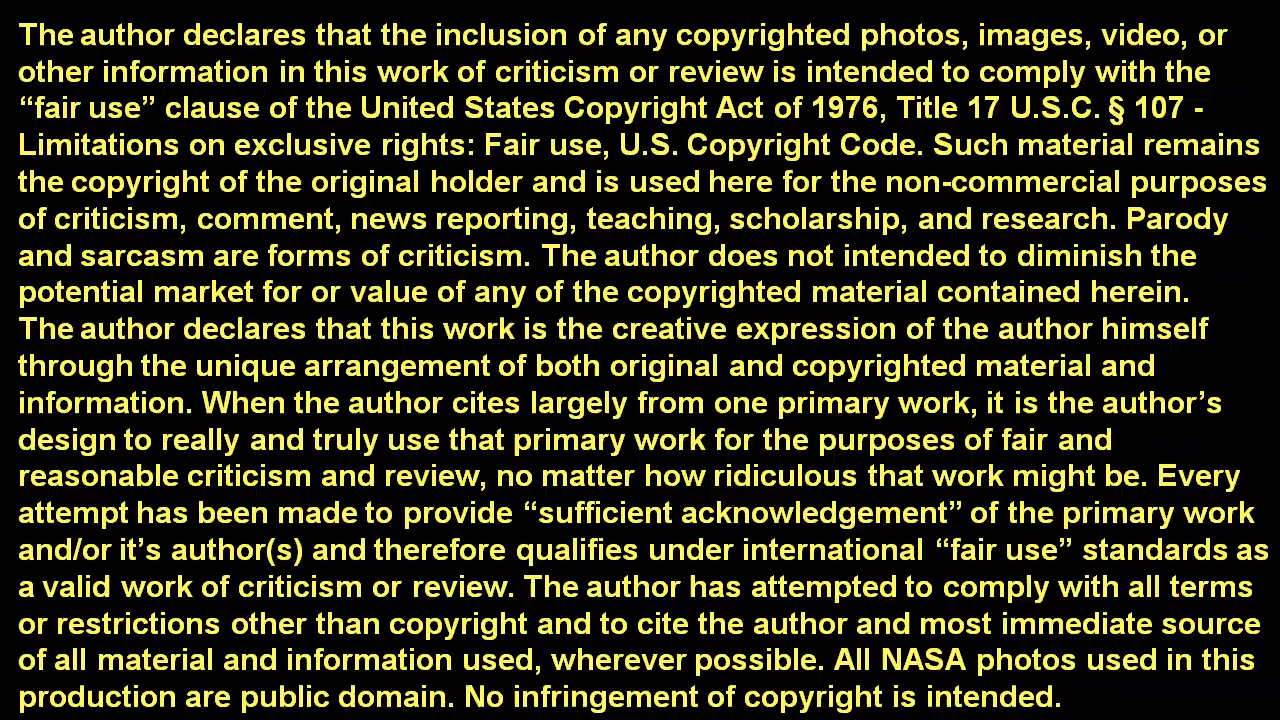 The author declares that the inclusion of any copyrighted photos, images, video, or
other information in this work of criticism or review is intended to comply with the
“fair use” clause of the United States Copyright Act of 1976, Title 17 U.S.C. § 107 -
Limitations on exclusive rights: Fair use, U.S. Copyright Code. Such material remains
the copyright of the original holder and is used here for the non-commercial purposes
of criticism, comment, news reporting, teaching, scholarship, and research. Parody
and sarcasm are forms of criticism. The author does not intended to diminish the
potential market for or value of any of the copyrighted material contained herein.
The author declares that this work is the creative expression of the author himself
through the unique arrangement of both original and copyrighted material and
information. When the author cites largely from one primary work, it is the author’s
design to really and truly use that primary work for the purposes of fair and
reasonable criticism and review, no matter how ridiculous that work might be. Every
attempt has been made to provide “sufficient acknowledgement” of the primary work
and/or it’s author(s) and therefore qualifies under international “fair use” standards as
a valid work of criticism or review. The author has attempted to comply with all terms
or restrictions other than copyright and to cite the author and most immediate source
of all material and information used, wherever possible. All NASA photos used in this
production are public domain. No infringement of copyright is intended.